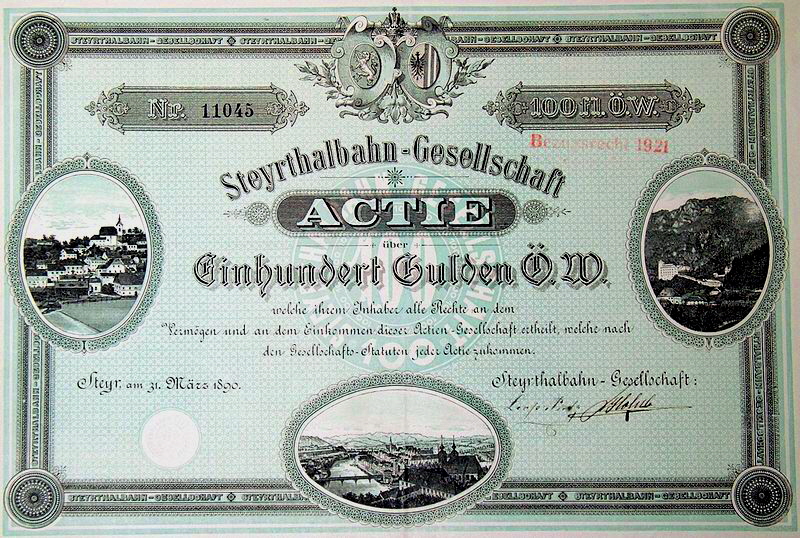 STEYRTHALBAHN-GESELLSCHAFT STEYRTHALBAHN-GESELLSCHAFT STEYRTHALBAHN-GESELLSCHAFT
Nr. 11045
100 fl. Ö.W.
Bezugsrecht 1921
Steyrthalbahn-Gesellschaft
ACTIE
über
Einhundert Gulden Ö.W.
welche ihrem Inhaber alle Rechte an dem
Vermögen und an dem Einkommen dieser Actien-Gesellschaft ertheilt, welche nach
den Gesellschafts-Statuten jeder Actie zukommen.
Steyr, am 31. März 1890.
Steyrthalbahn-Gesellschaft:
STEYRTHALBAHN-GESELLSCHAFT STEYRTHALBAHN-GESELLSCHAFT